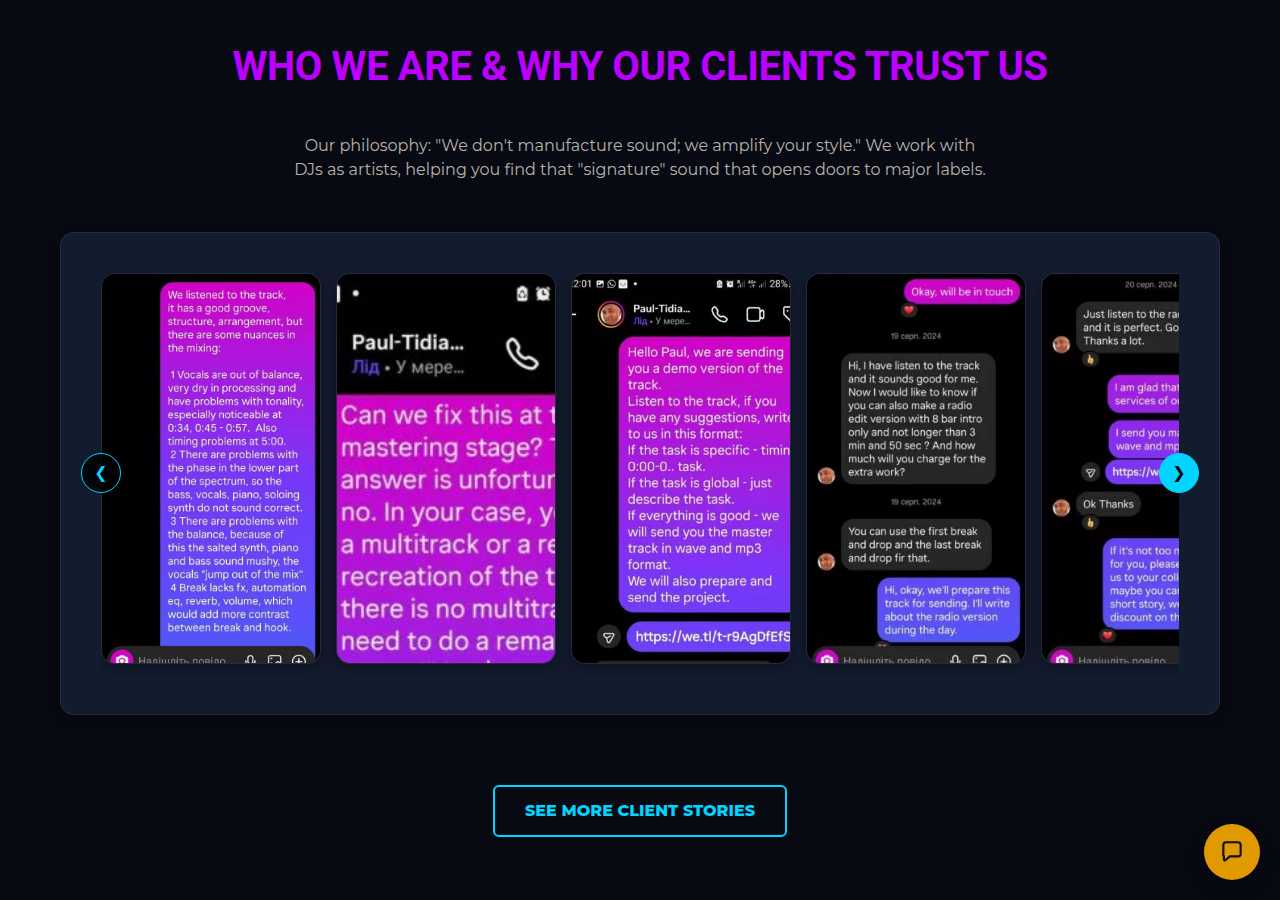 WHO WE ARE & WHY OUR CLIENTS TRUST US
Our philosophy: "We don't manufacture sound; we amplify your style." We work with
DJs as artists, helping you find that "signature" sound that opens doors to major labels.
We listened to the track,
it has a good groove,
structure, arrangement, but
there are some nuances in
the mixing:
1 Vocals are out of balance,
very dry in processing and
have problems with tonality,
especially noticeable at
0:34, 0:45 - 0:57. Also
timing problems at 5:00.
2 There are problems with
the phase in the lower part
of the spectrum, so the
bass, vocals, piano, soloing
synth do not sound correct.
3 There are problems with
the balance, because of
this the salted synth, piano
and bass sound mushy, the
vocals "jump out of the mix"
4 Break lacks fx, automation
eq, reverb, volume, which
would add more contrast
between break and hook.
Надішліть повідо
Paul-Tidia...
Лід • У мере...
Can we fix this at t
mastering stage?
answer is unfortur
no. In your case, y
a multitrack or a re
recreation of the t
there is no multitra
need to do a rema
2:01
28%
Paul-Tidia...
Лід • У мере...
Hello Paul, we are sending
you a demo version of the
track.
Listen to the track, if you
have any suggestions, write
to us in this format:
If the task is specific - timin
0:00-0.. task.
If the task is global - just
describe the task.
If everything is good - we
will send you the master
track in wave and mp3
format.
We will also prepare and
send the project.
https://we.tl/t-r9AgDfEfS
Okay, will be in touch
19 серп. 2024
Hi, I have listen to the track
and it sounds good for me.
Now I would like to know if
you can also make a radio
edit version with 8 bar intro
only and not longer than 3
min and 50 sec ? And how
much will you charge for the
extra work?
19 серп. 2024
You can use the first break
and drop and the last break
and drop fir that.
Hi, okay, we'll prepare this
track for sending. I'll write
about the radio version
during the day.
Надішліть повідо
20 серп. 2024
Just listen to the ra
and it is perfect. Go
Thanks a lot.
I am glad that
services of o
I send you ma
wave and mp
https://w
Ok Thanks
If it's not too m
for you, please
us to your coll
maybe you ca
short story, we
discount on th
Надішліть повідо
SEE MORE CLIENT STORIES